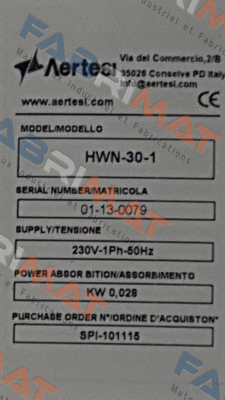 Aertesi
Via del Commercio,2/B
35026 Conselve PD Italy
info@aertesi.com
www.aertesi.com
CE
MODEL/MODELLO
HWN-30-1
SERIAL NUMBER/MATRICOLA
01-13-0079
SUPPLY/TENSIONE
230V-1Ph-50Hz
POWER ABSOR BITION/ASSORBIMENTO
KW 0,028
PURCHASE ORDER N°/ORDINE D'ACQUISTON°
SPI-101115
FABRIMAT